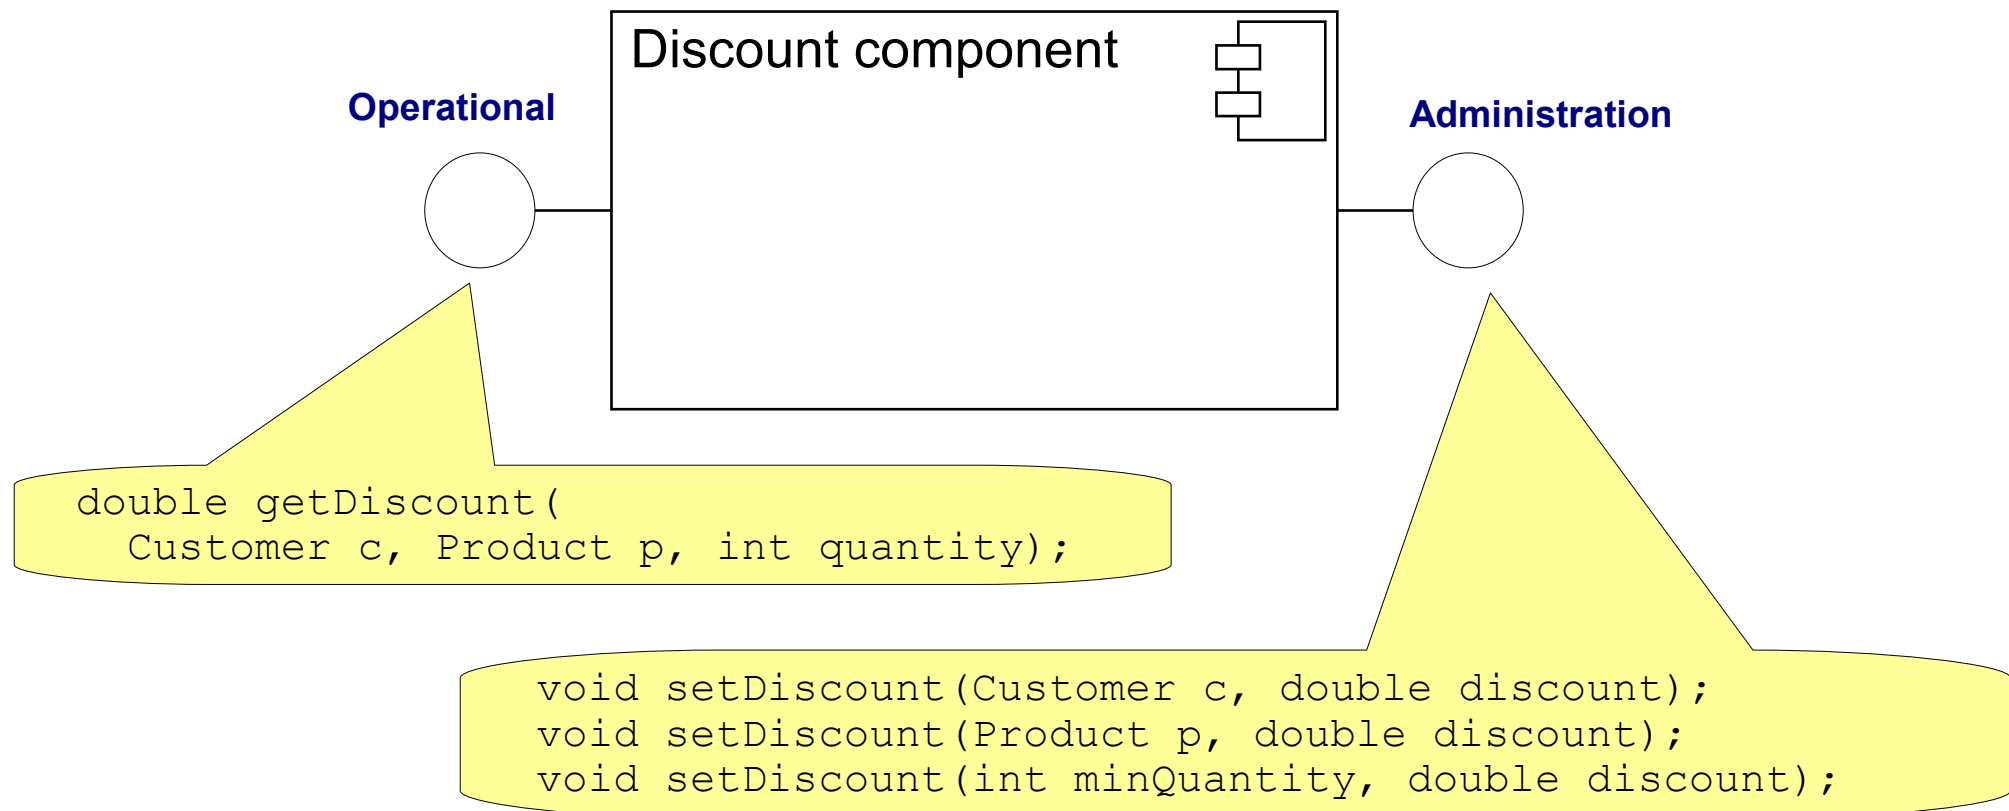 Discount component
Operational
Administration
double getDiscount(
Customer c, Product p, int quantity);
void setDiscount(Customer c, double discount);
void setDiscount(Product p, double discount);
void setDiscount(int minQuantity, double discount);